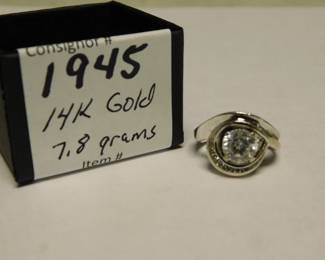 Consignor #
1945
14K Gold
7.8 grams
Item #